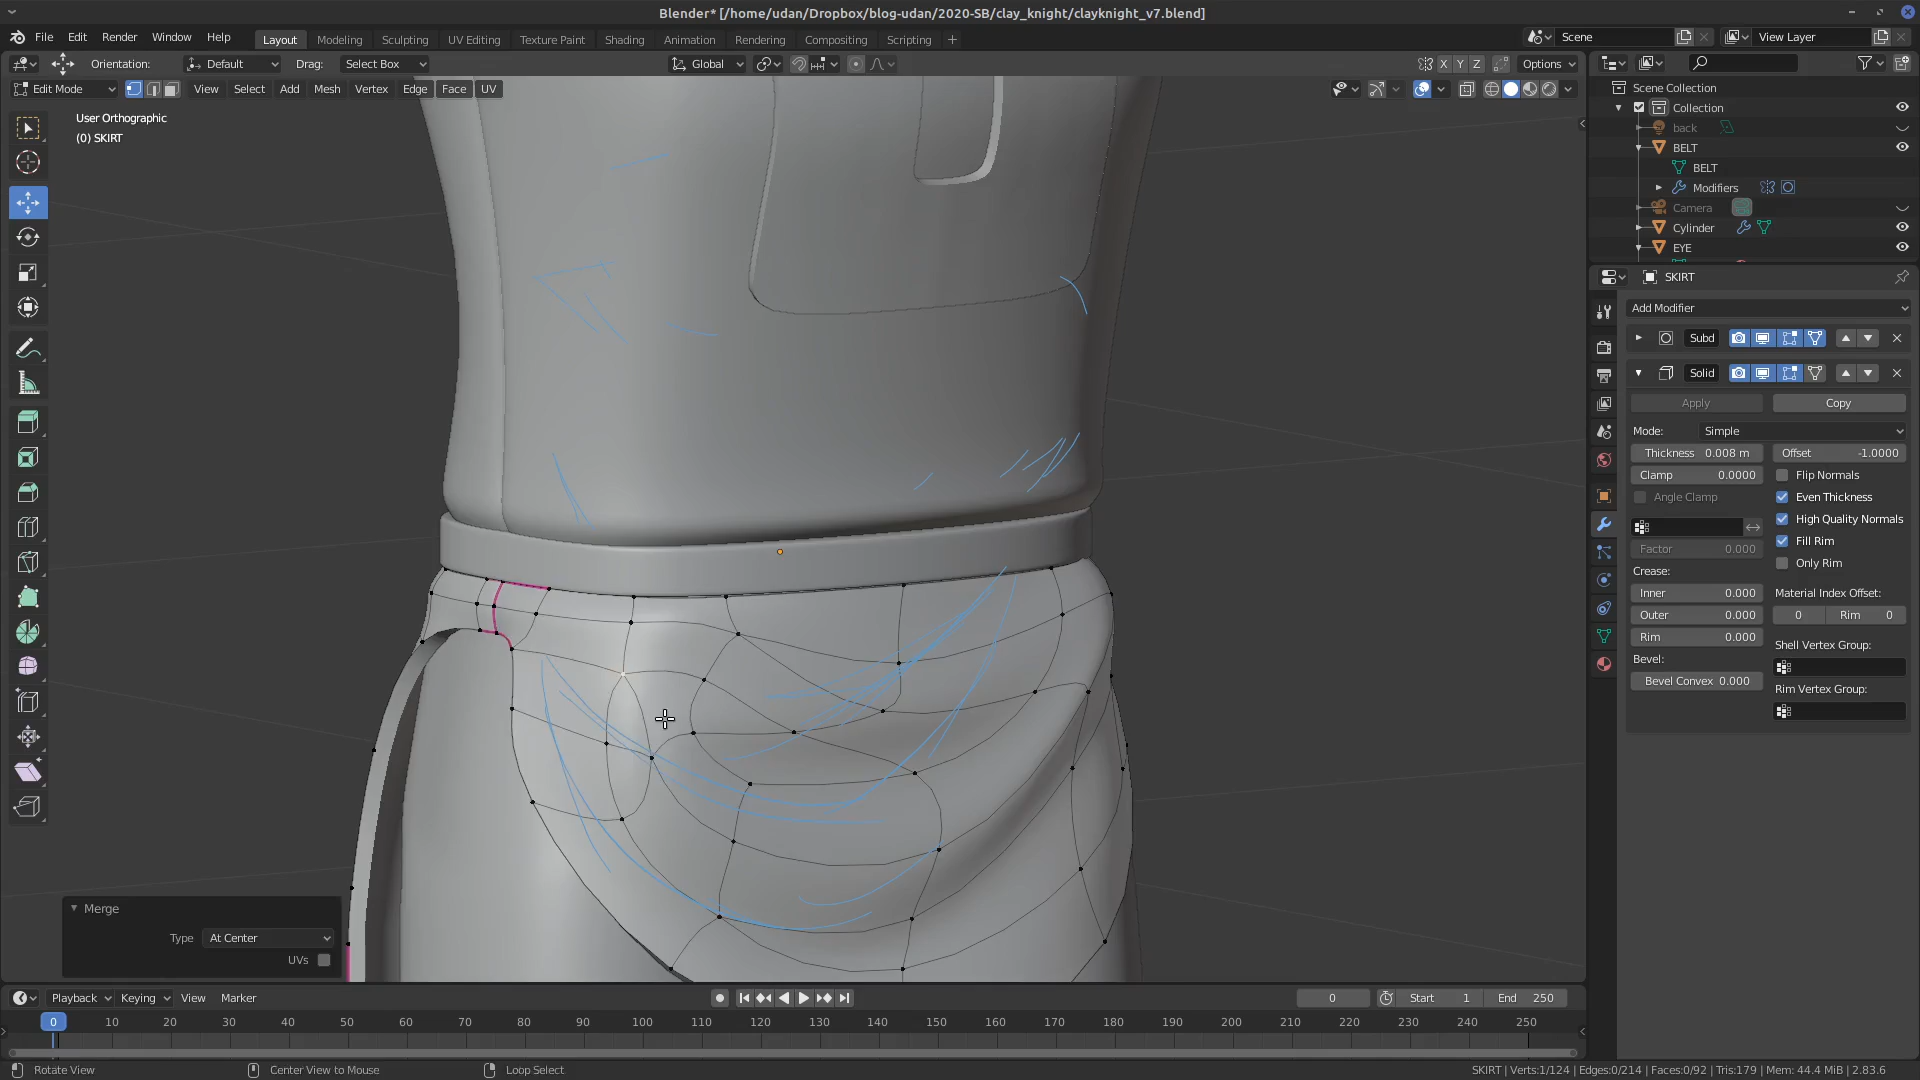 Blender* [/home/udan/Dropbox/blog-udan/2020-SB/clay_knight/clayknight_v7.blend]
File Edit Render Window Help Layout Modeling Sculpting UV Editing Texture Paint Shading Animation Rendering Compositing Scripting + Scene View Layer
Orientation: Default Drag: Select Box Global X Y Z Options
Edit Mode View Select Add Mesh Vertex Edge Face UV
User Orthographic
(0) SKIRT
Scene Collection
Collection
back
BELT
BELT
Modifiers
Camera
Cylinder
EYE
SKIRT
Add Modifier
Subd
Solid
Apply Copy
Mode: Simple
Thickness 0.008 m Offset -1.0000
Clamp 0.0000 Flip Normals
Angle Clamp Even Thickness
High Quality Normals
Factor 0.000 Fill Rim
Crease: Only Rim
Inner 0.000 Material Index Offset:
Outer 0.000 0 Rim 0
Rim 0.000 Shell Vertex Group:
Bevel:
Bevel Convex 0.000 Rim Vertex Group:
Merge
Type At Center
UVs
Playback Keying View Marker 0 Start 1 End 250
0 10 20 30 40 50 60 70 80 90 100 110 120 130 140 150 160 170 180 190 200 210 220 230 240 250
Rotate View Center View to Mouse Loop Select SKIRT | Verts:1/124 | Edges:0/214 | Faces:0/92 | Tris:179 | Mem: 44.4 MiB | 2.83.6